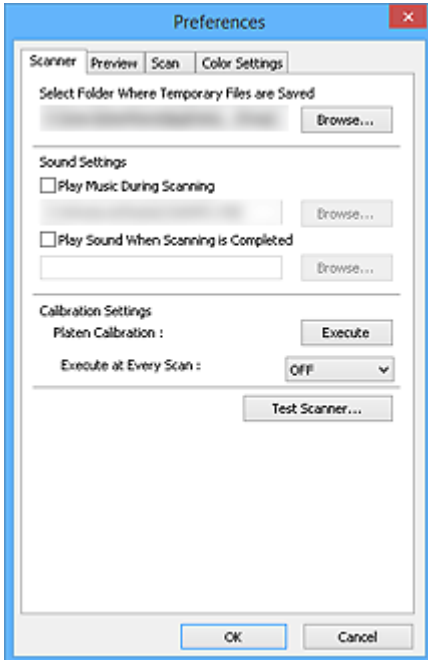 Preferences
Scanner Preview Scan Color Settings
Select Folder Where Temporary Files are Saved
Browse...
Sound Settings
Play Music During Scanning
Browse...
Play Sound When Scanning is Completed
Browse...
Calibration Settings
Platen Calibration : Execute
Execute at Every Scan : OFF
Test Scanner...
OK Cancel